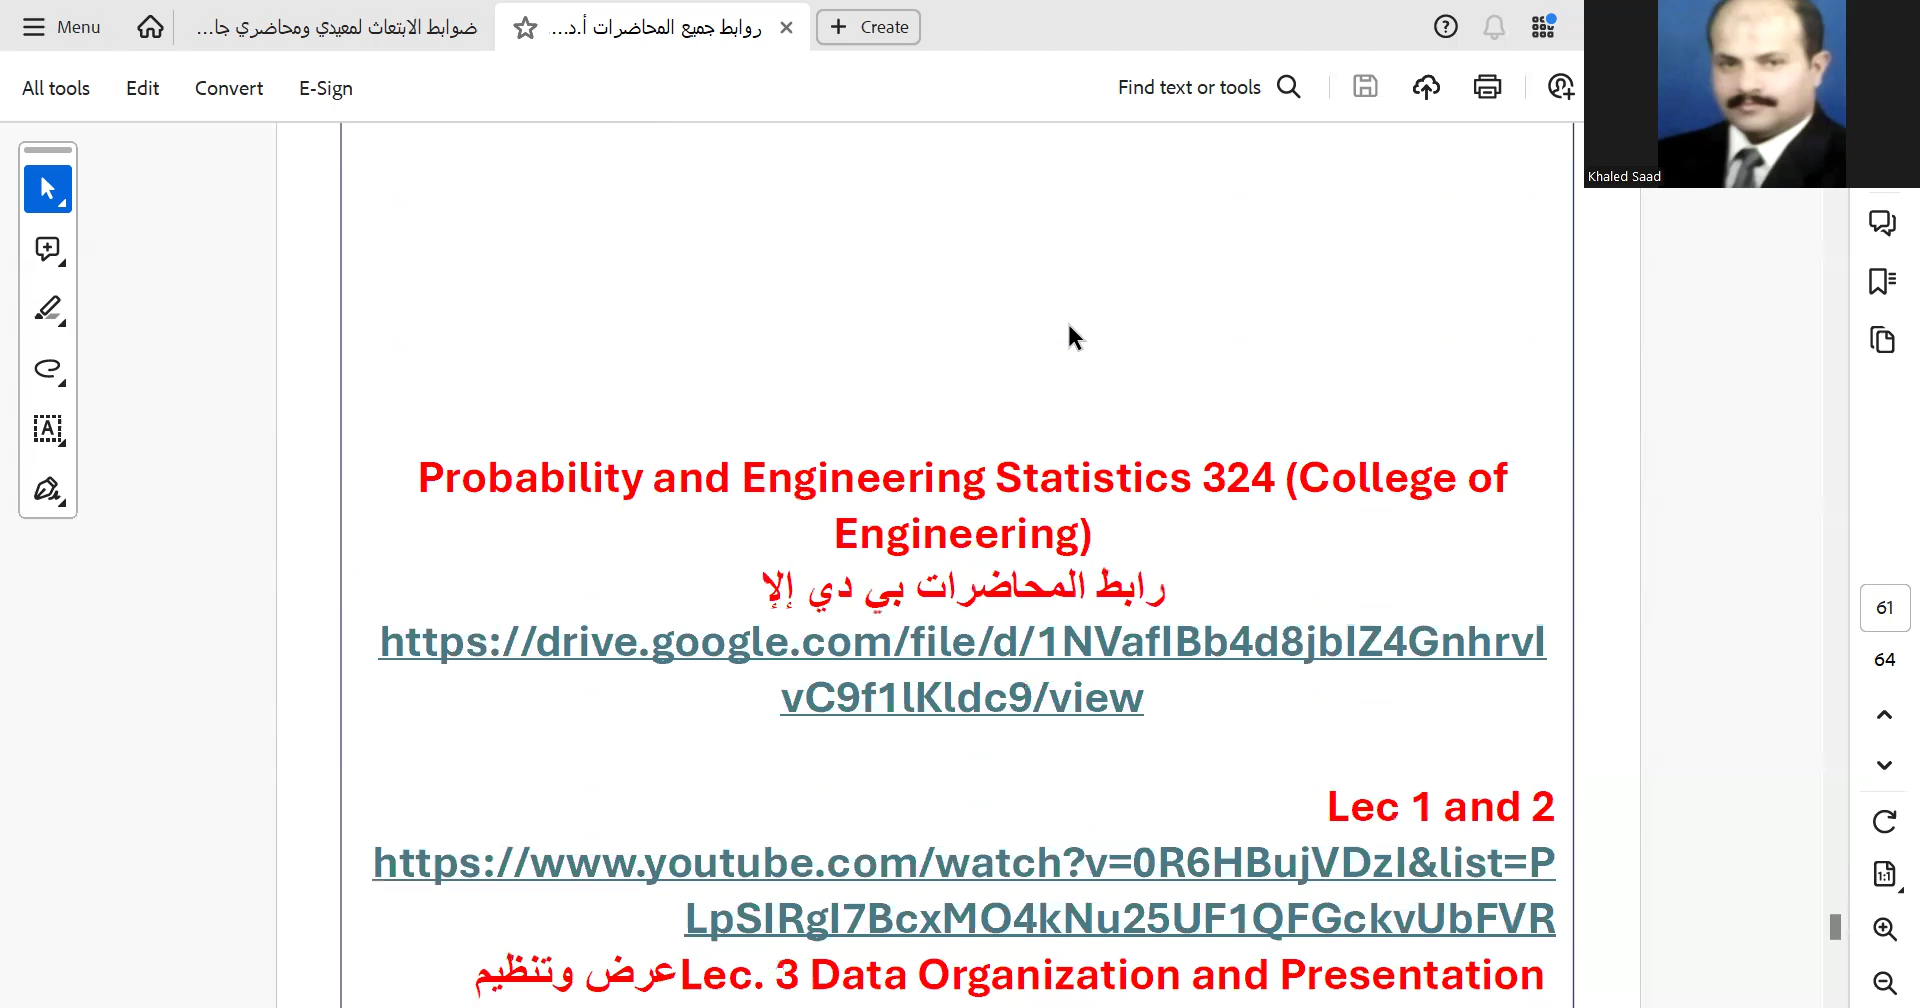 Menu
ضوابط الابتعاث لمعيدي ومحاضري جا...
روابط جميع المحاضرات أ.د...
Create
All tools
Edit
Convert
E-Sign
Find text or tools
Khaled Saad
Probability and Engineering Statistics 324 (College of
Engineering)
رابط المحاضرات بي دي إلإ
https://drive.google.com/file/d/1NVafIBb4d8jbIZ4GnhrvI
vC9f1lKldc9/view
Lec 1 and 2
https://www.youtube.com/watch?v=0R6HBujVDzI&list=P
LpSIRgI7BcxMO4kNu25UF1QFGckvUbFVR
Lec. 3 Data Organization and Presentation عرض وتنظيم
61
64